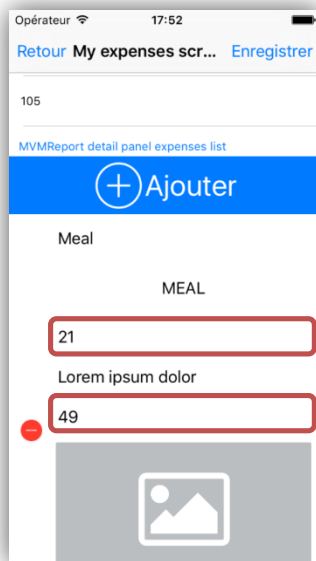 Opérateur 17:52
Retour My expenses scr... Enregistrer
105
MVMReport detail panel expenses list
Ajouter
Meal
MEAL
21
Lorem ipsum dolor
49